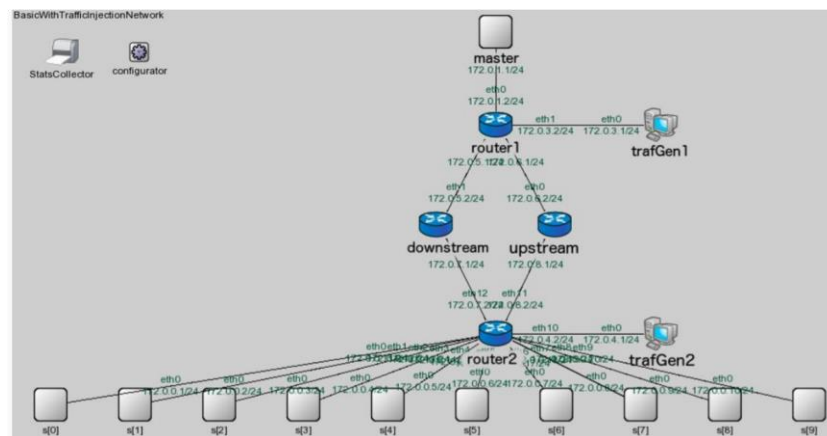 BasicWithTrafficInjectionNetwork
StatsCollector
configurator
master
172.0.1.1/24
eth0
172.0.1.2/24
eth1
172.0.3.2/24
eth0
172.0.3.1/24
router1
trafGen1
eth1
172.0.5.2/24
eth0
172.0.6.2/24
downstream
upstream
172.0.7.1/24
172.0.8.1/24
eth12
eth11
eth10
172.0.4.2/24
eth0
172.0.4.1/24
router2
trafGen2
eth0
172.0.0.1/24
eth0
172.0.0.2/24
eth0
172.0.0.3/24
eth0
172.0.0.4/24
eth0
172.0.0.5/24
eth0
172.0.0.6/24
eth0
172.0.0.7/24
eth0
172.0.0.8/24
eth0
172.0.0.9/24
eth0
172.0.0.10/24
s[0]
s[1]
s[2]
s[3]
s[4]
s[5]
s[6]
s[7]
s[8]
s[9]